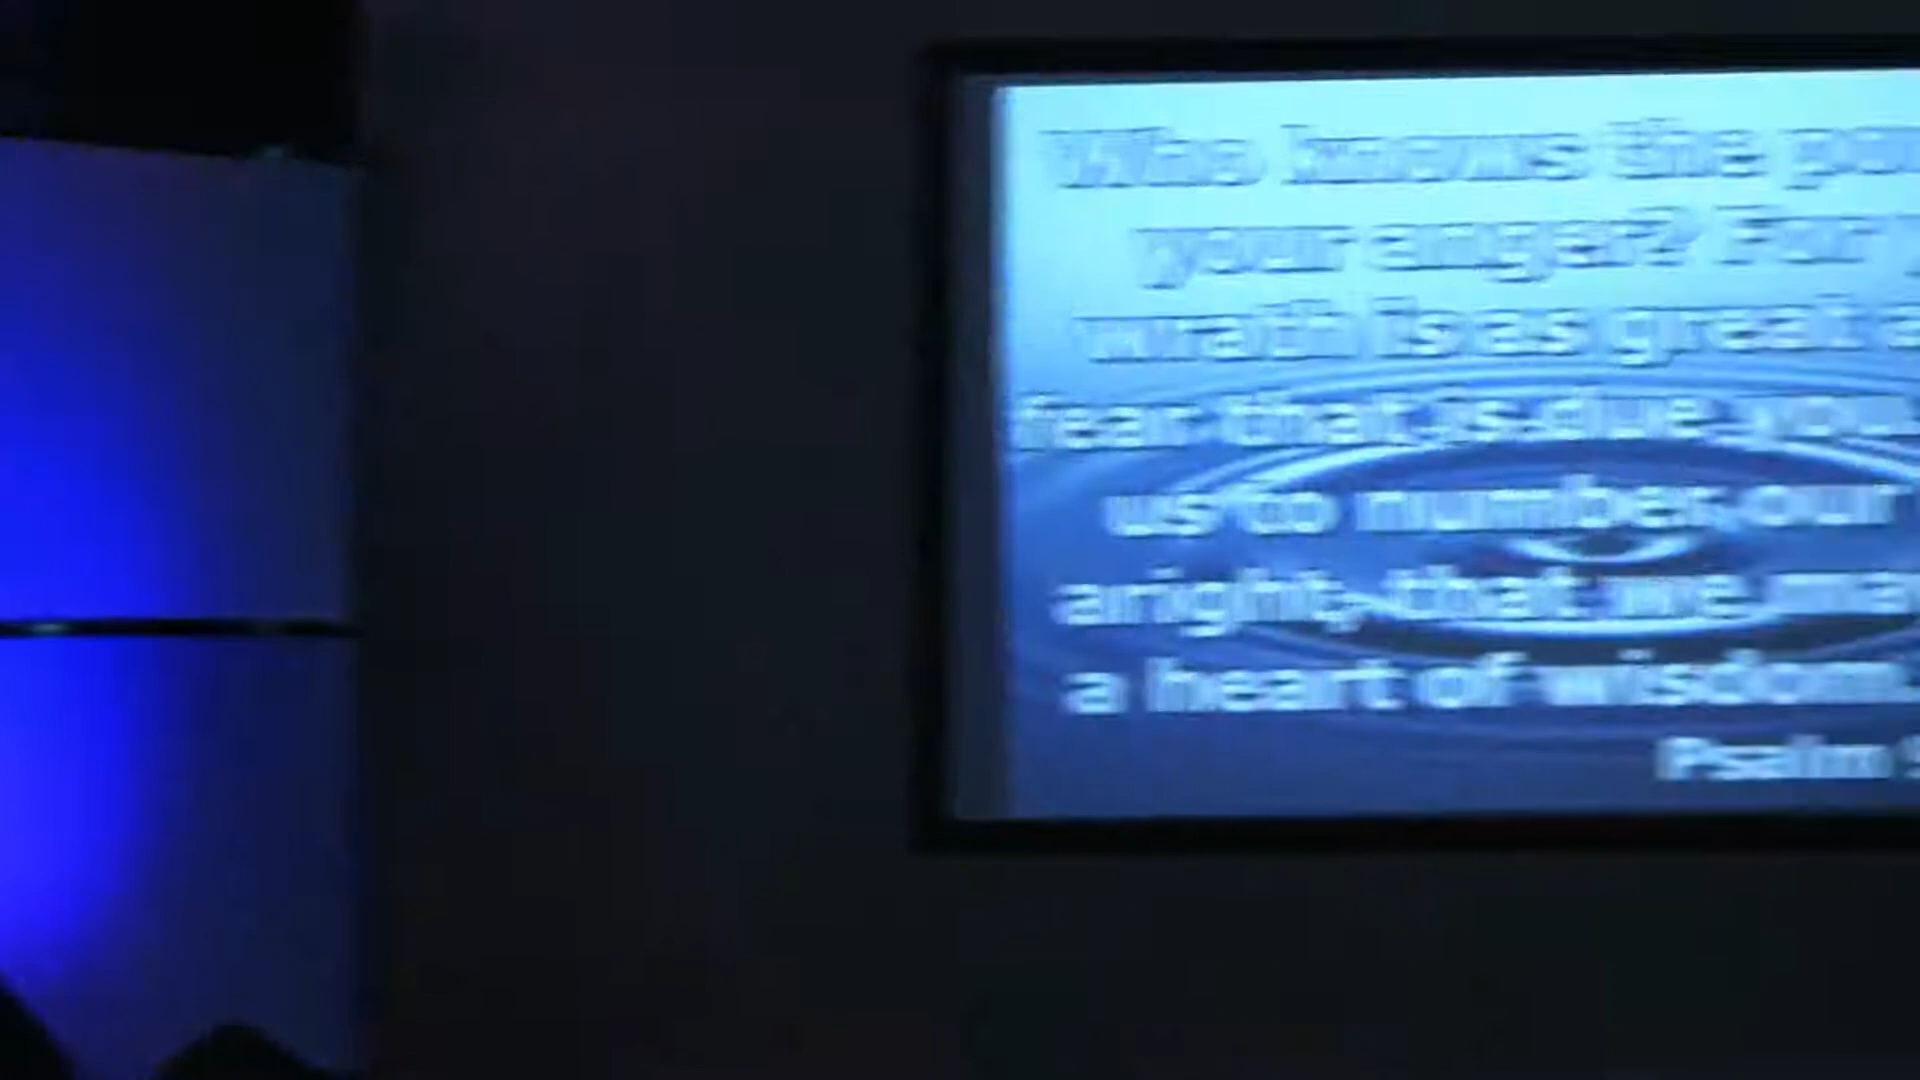 Who knows the
your anger? For
wrath is as great
fear that is due you.
us to number our
aright, that we
a heart of wisdom.
Psalm